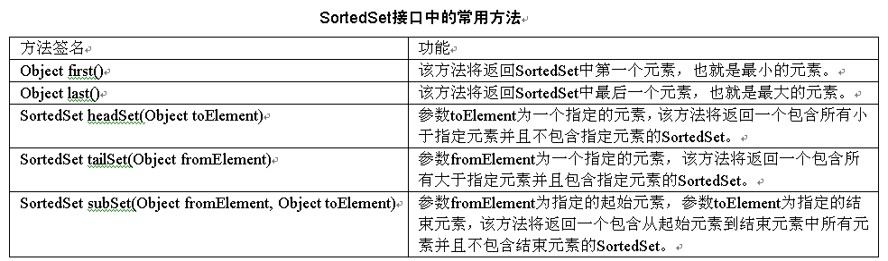 SortedSet接口中的常用方法
方法签名
功能
Object first()
该方法将返回SortedSet中第一个元素，也就是最小的元素。
Object last()
该方法将返回SortedSet中最后一个元素，也就是最大的元素。
SortedSet headSet(Object toElement)
参数toElement为一个指定的元素，该方法将返回一个包含所有小
于指定元素并且不包含指定元素的SortedSet。
SortedSet tailSet(Object fromElement)
参数fromElement为一个指定的元素，该方法将返回一个包含所
有大于指定元素并且包含指定元素的SortedSet。
SortedSet subSet(Object fromElement, Object toElement)
参数fromElement为指定的起始元素，参数toElement为指定的结
束元素，该方法将返回一个包含从起始元素到结束元素中所有元
素并且不包含结束元素的SortedSet。